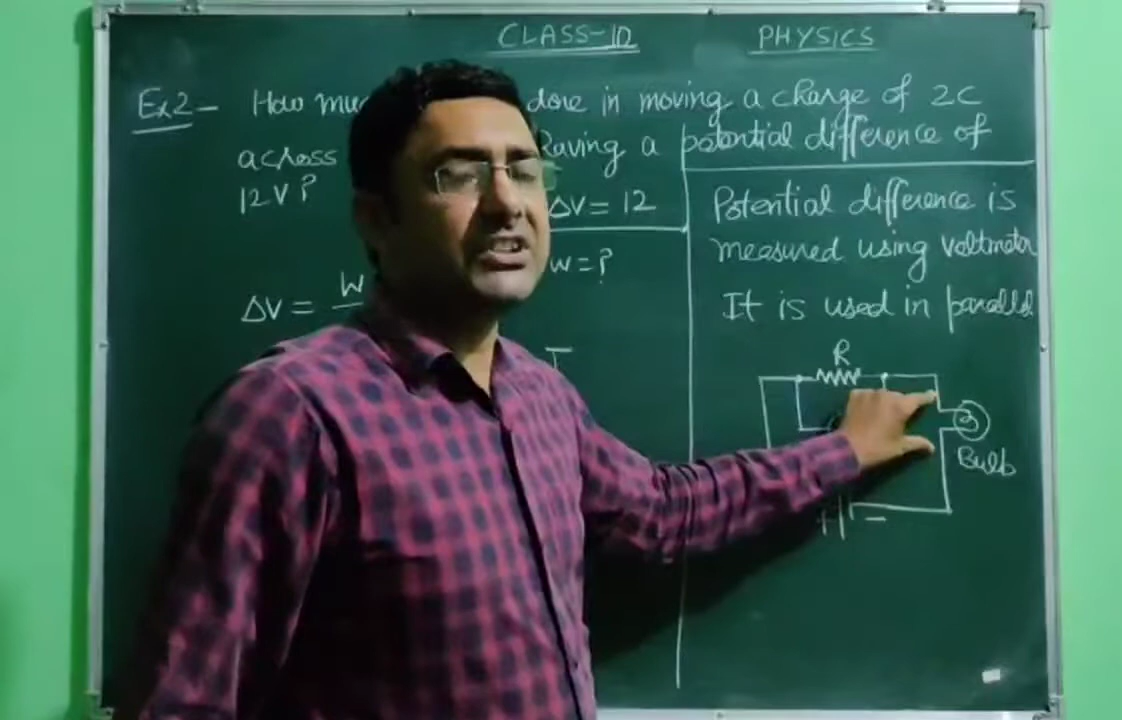 CLASS-10
PHYSICS
Ex2- How done in moving a charge of 2C
across having a potential difference of
12V?
ΔV = 12
W = ?
ΔV = W
Potential difference is
measured using voltmeter
It is used in parallel
R
Bulb